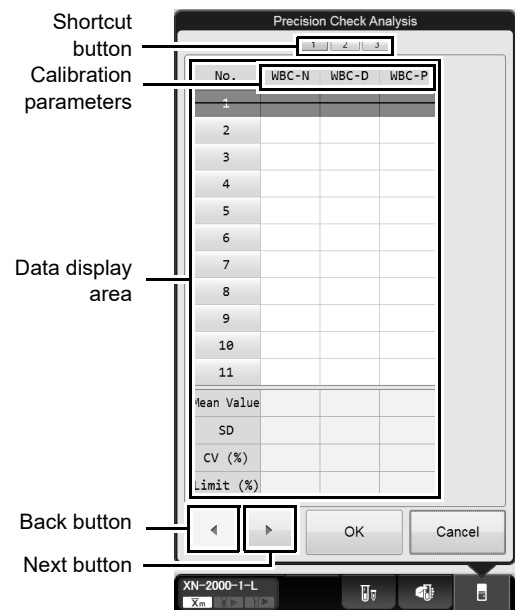 Shortcut
button
Precision Check Analysis
1 2 3
Calibration
parameters
No. WBC-N WBC-D WBC-P
1
2
3
4
5
6
7
8
9
10
11
Data display
area
Mean Value
SD
CV (%)
Limit (%)
Back button
OK Cancel
Next button
XN-2000-1-L
Xm